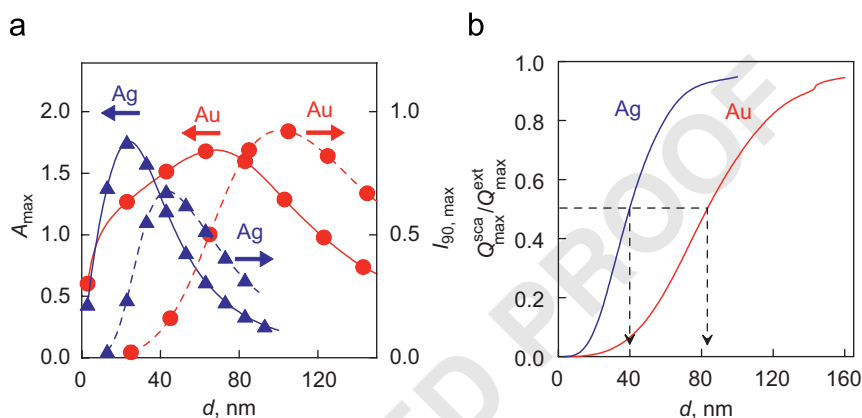 a
b
2.0
1.5
1.0
0.5
0.0
A_max
Ag
Au
Au
Ag
1.0
0.5
0.0
I_90, max
0
40
80
120
d, nm
1.0
0.8
0.6
0.4
0.2
0.0
Q^sca_max/Q^ext_max
Ag
Au
0
40
80
120
160
d, nm
ED PROOF